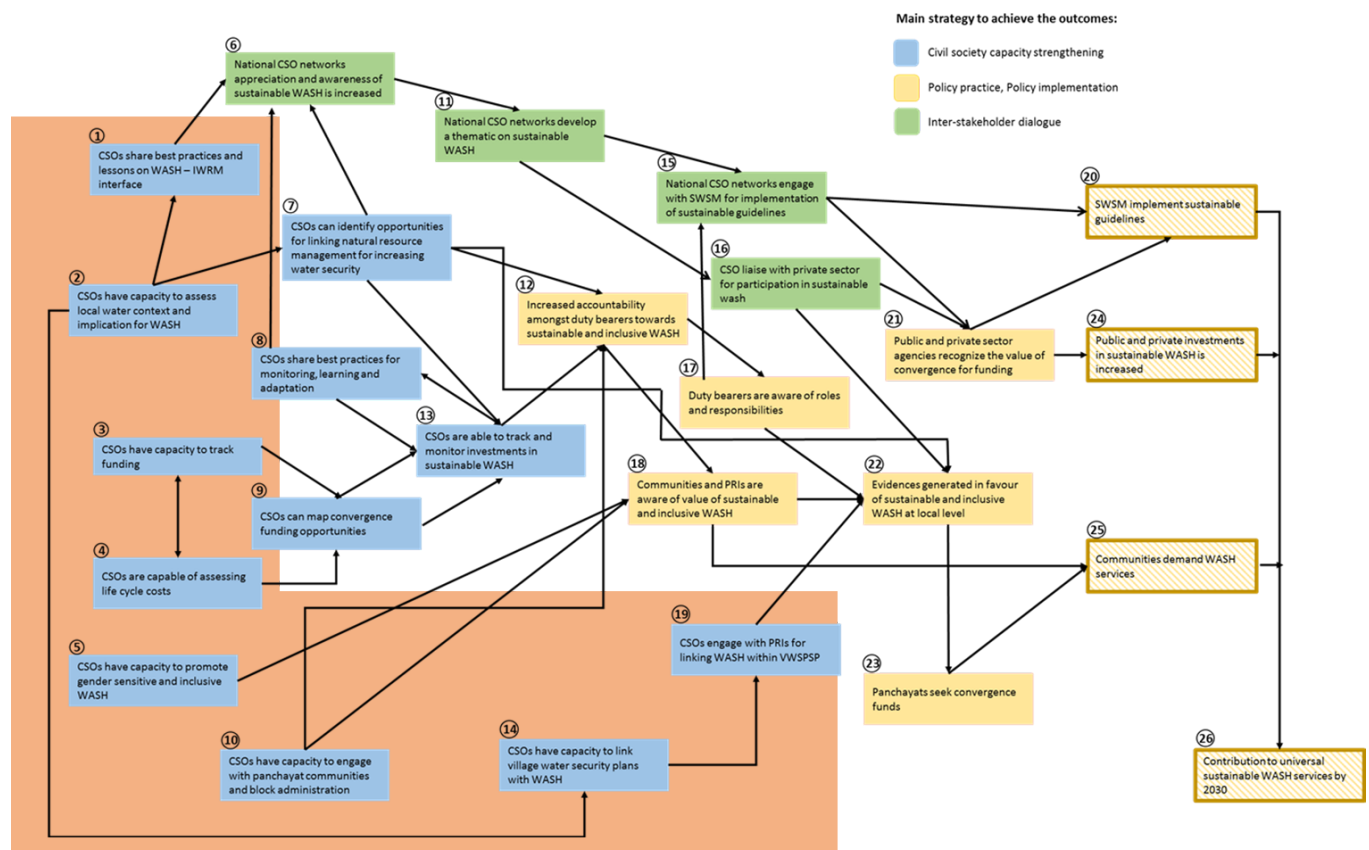 Main strategy to achieve the outcomes:
Civil society capacity strengthening
Policy practice, Policy implementation
Inter-stakeholder dialogue
①
CSOs share best practices and
lessons on WASH – IWRM
interface
②
CSOs have capacity to assess
local water context and
implication for WASH
③
CSOs have capacity to track
funding
④
CSOs are capable of assessing
life cycle costs
⑤
CSOs have capacity to promote
gender sensitive and inclusive
WASH
⑥
National CSO networks
appreciation and awareness of
sustainable WASH is increased
⑦
CSOs can identify opportunities
for linking natural resource
management for increasing
water security
⑧
CSOs share best practices for
monitoring, learning and
adaptation
⑨
CSOs can map convergence
funding opportunities
⑩
CSOs have capacity to engage
with panchayat communities
and block administration
⑪
National CSO networks develop
a thematic on sustainable
WASH
⑫
Increased accountability
amongst duty bearers towards
sustainable and inclusive WASH
⑬
CSOs are able to track and
monitor investments in
sustainable WASH
⑭
CSOs have capacity to link
village water security plans
with WASH
⑮
National CSO networks engage
with SWSM for implementation
of sustainable guidelines
⑯
CSO liaise with private sector
for participation in sustainable
wash
⑰
Duty bearers are aware of roles
and responsibilities
⑱
Communities and PRIs are
aware of value of sustainable
and inclusive WASH
⑲
CSOs engage with PRIs for
linking WASH within VWSPSP
⑳
SWSM implement sustainable
guidelines
㉑
Public and private sector
agencies recognize the value of
convergence for funding
㉒
Evidences generated in favour
of sustainable and inclusive
WASH at local level
㉓
Panchayats seek convergence
funds
㉔
Public and private investments
in sustainable WASH is
increased
㉕
Communities demand WASH
services
㉖
Contribution to universal
sustainable WASH services by
2030